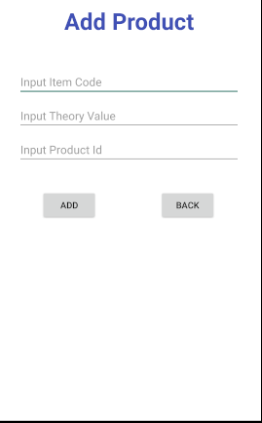 Add Product
Input Item Code
Input Theory Value
Input Product Id
ADD BACK